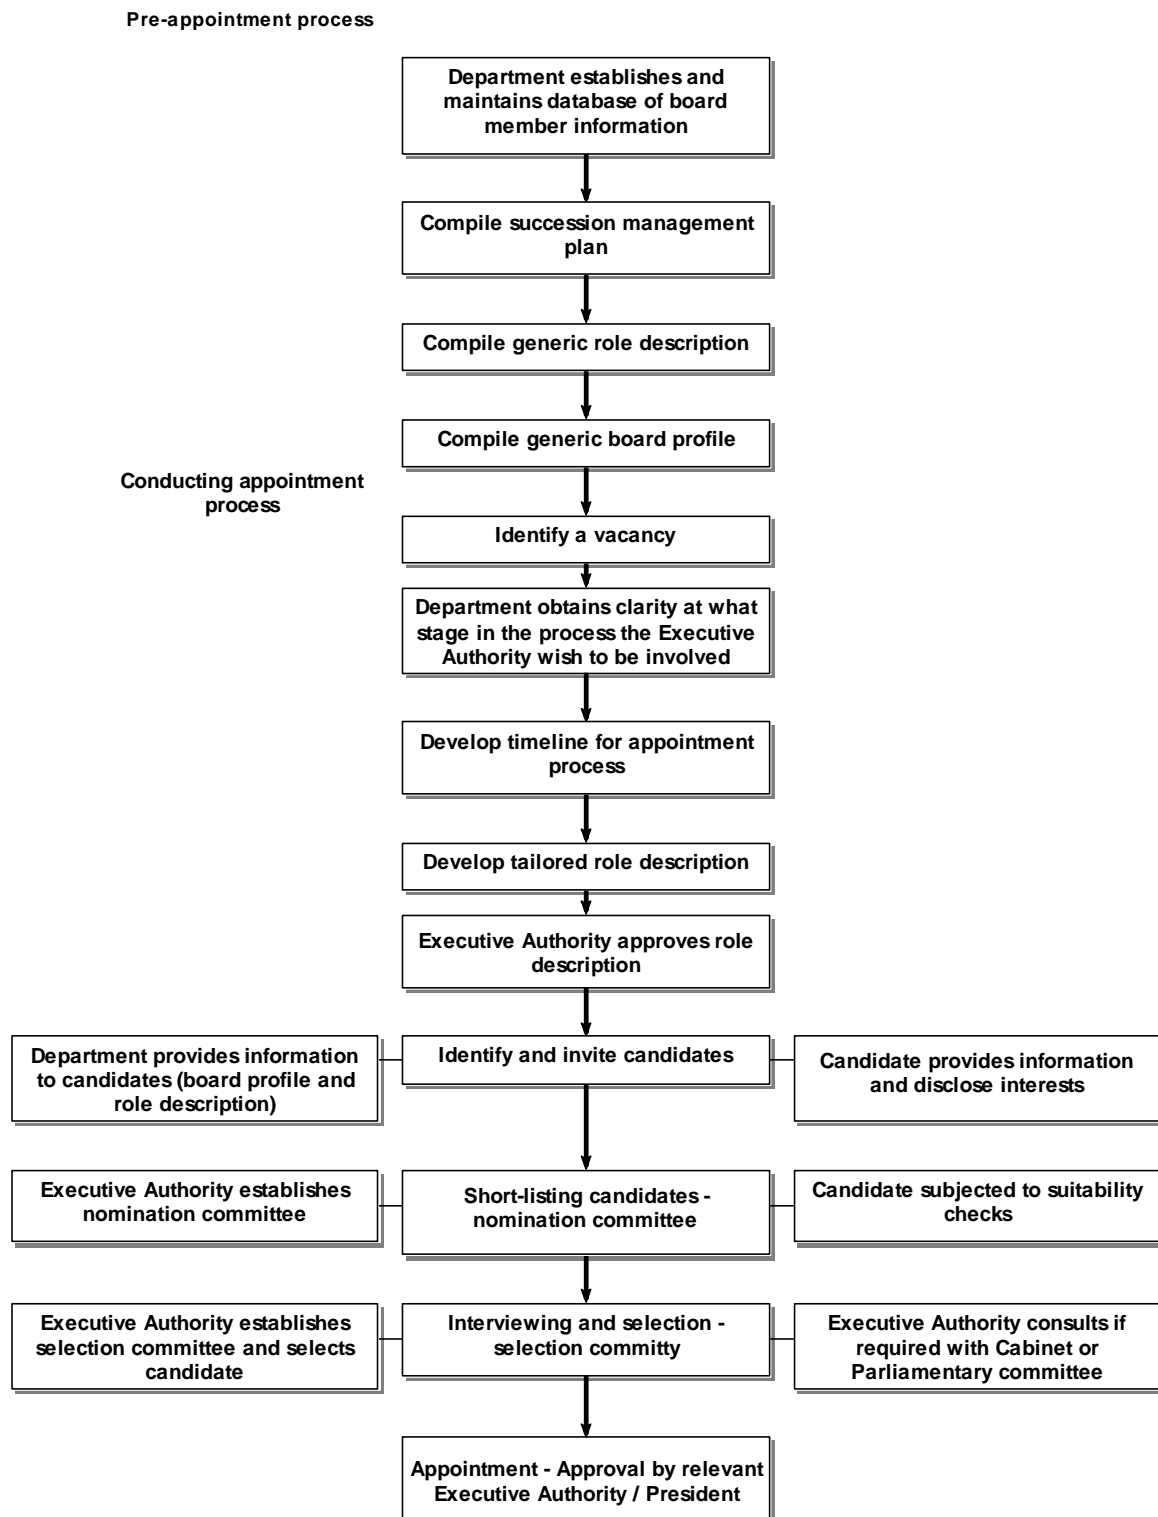 Pre-appointment process
Department establishes and
maintains database of board
member information
Compile succession management
plan
Compile generic role description
Compile generic board profile
Conducting appointment
process
Identify a vacancy
Department obtains clarity at what
stage in the process the Executive
Authority wish to be involved
Develop timeline for appointment
process
Develop tailored role description
Executive Authority approves role
description
Department provides information
to candidates (board profile and
role description)
Identify and invite candidates
Candidate provides information
and disclose interests
Executive Authority establishes
nomination committee
Short-listing candidates -
nomination committee
Candidate subjected to suitability
checks
Executive Authority establishes
selection committee and selects
candidate
Interviewing and selection -
selection committy
Executive Authority consults if
required with Cabinet or
Parliamentary committee
Appointment - Approval by relevant
Executive Authority / President